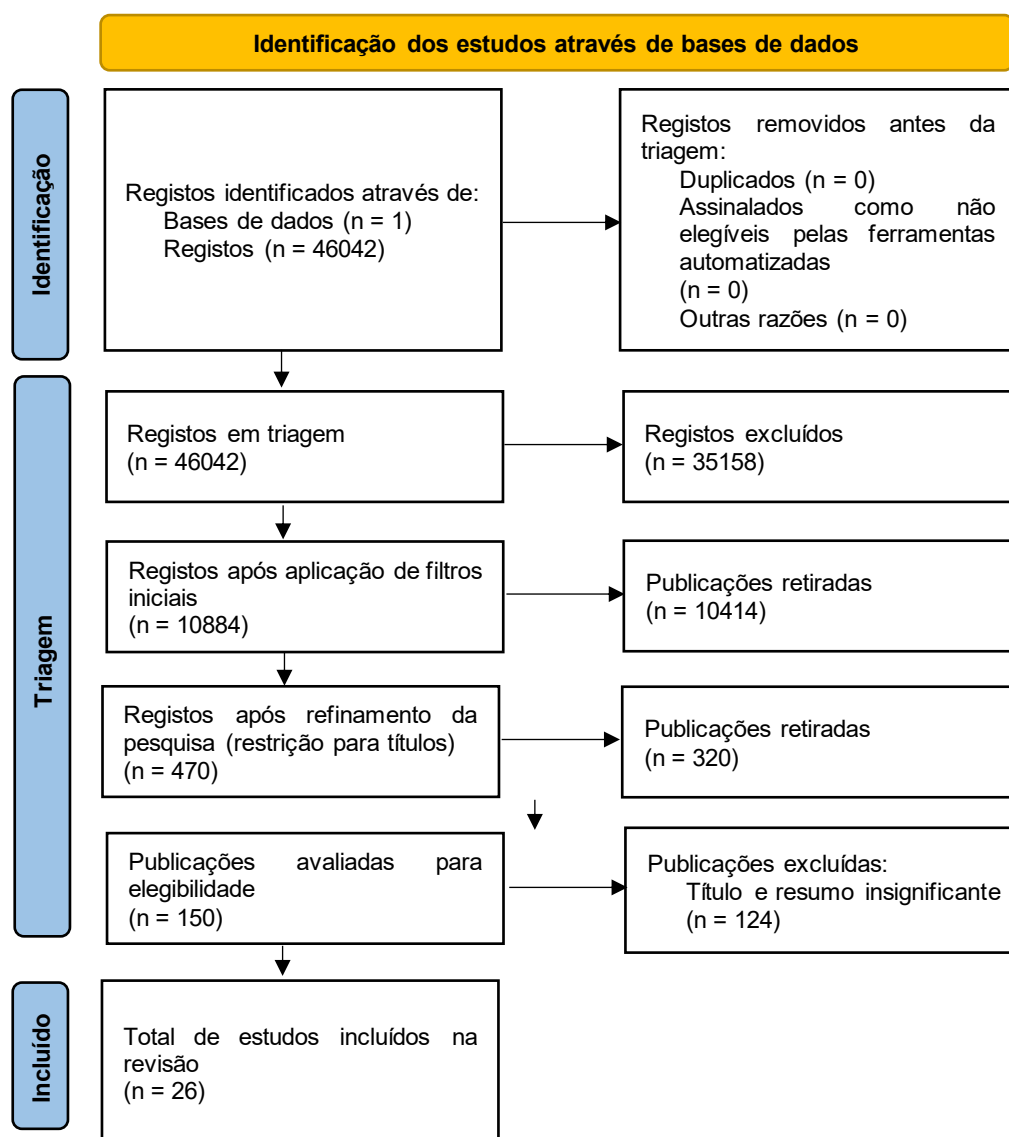 Identificação dos estudos através de bases de dados
Identificação
Registos identificados através de:
Bases de dados (n = 1)
Registos (n = 46042)
Registos removidos antes da
triagem:
Duplicados (n = 0)
Assinalados como não
elegíveis pelas ferramentas
automatizadas
(n = 0)
Outras razões (n = 0)
Triagem
Registos em triagem
(n = 46042)
Registos excluídos
(n = 35158)
Registos após aplicação de filtros
iniciais
(n = 10884)
Publicações retiradas
(n = 10414)
Registos após refinamento da
pesquisa (restrição para títulos)
(n = 470)
Publicações retiradas
(n = 320)
Publicações avaliadas para
elegibilidade
(n = 150)
Publicações excluídas:
Título e resumo insignificante
(n = 124)
Incluído
Total de estudos incluídos na
revisão
(n = 26)